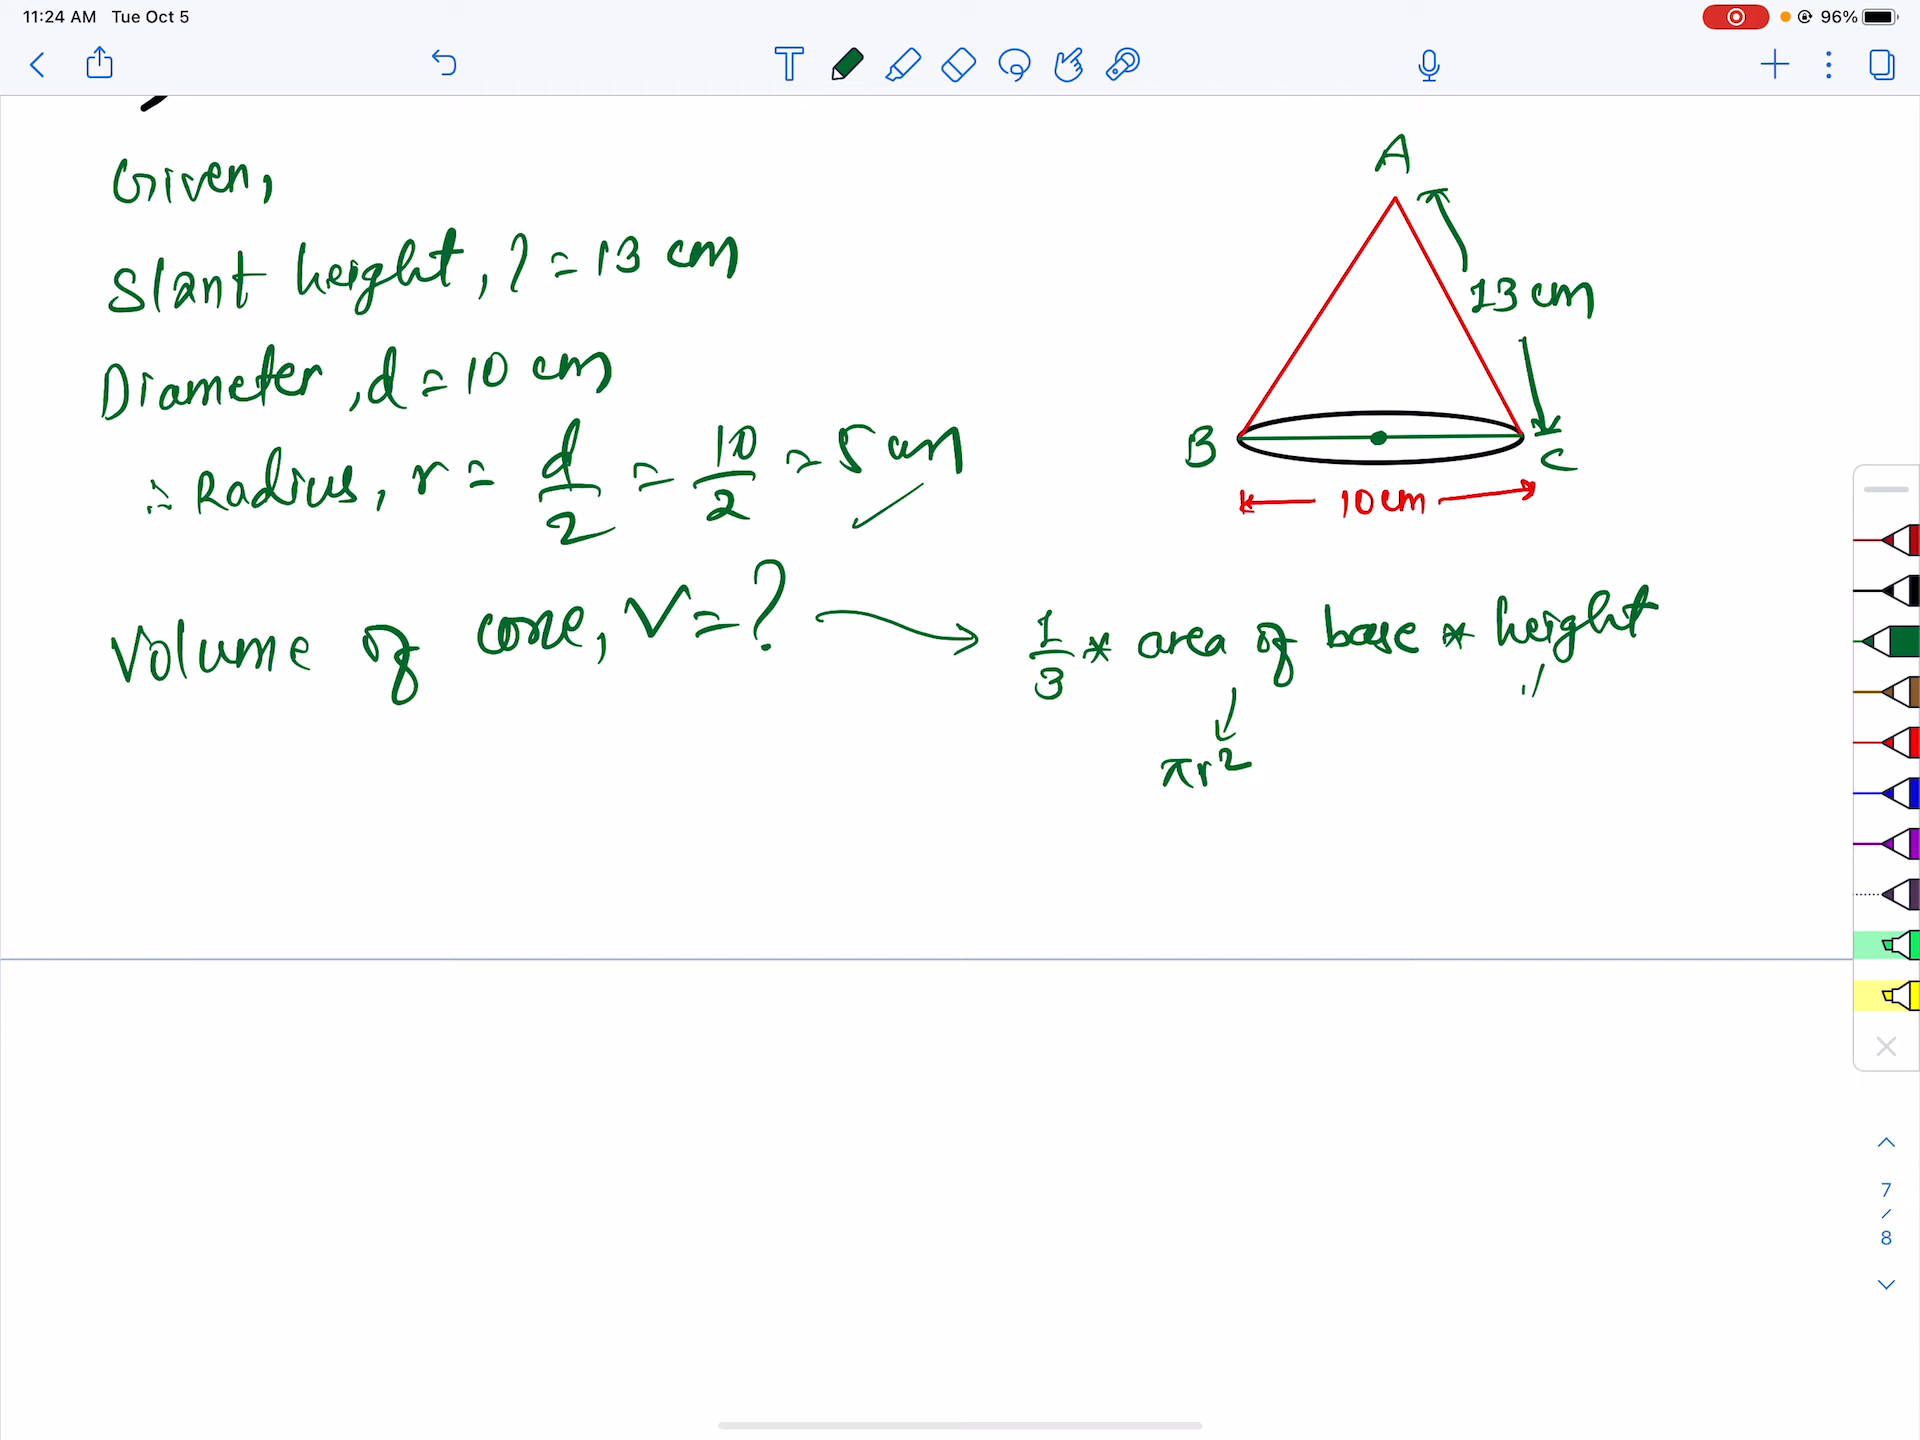 11:24 AM Tue Oct 5
96%
Given,
Slant height, l = 13 cm
Diameter, d = 10 cm
∴ Radius, r = d/2 = 10/2 = 5 cm
Volume of cone, V = ? → 1/3 * area of base * height
πr²
A
13 cm
B
C
10 cm
7
/
8